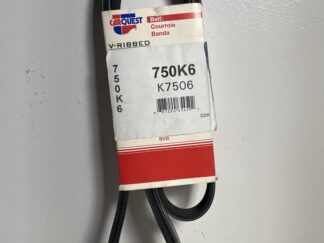 CARQUEST
Belt
Courroie
Banda
V-RIBBED
750K6
750K6
K7506